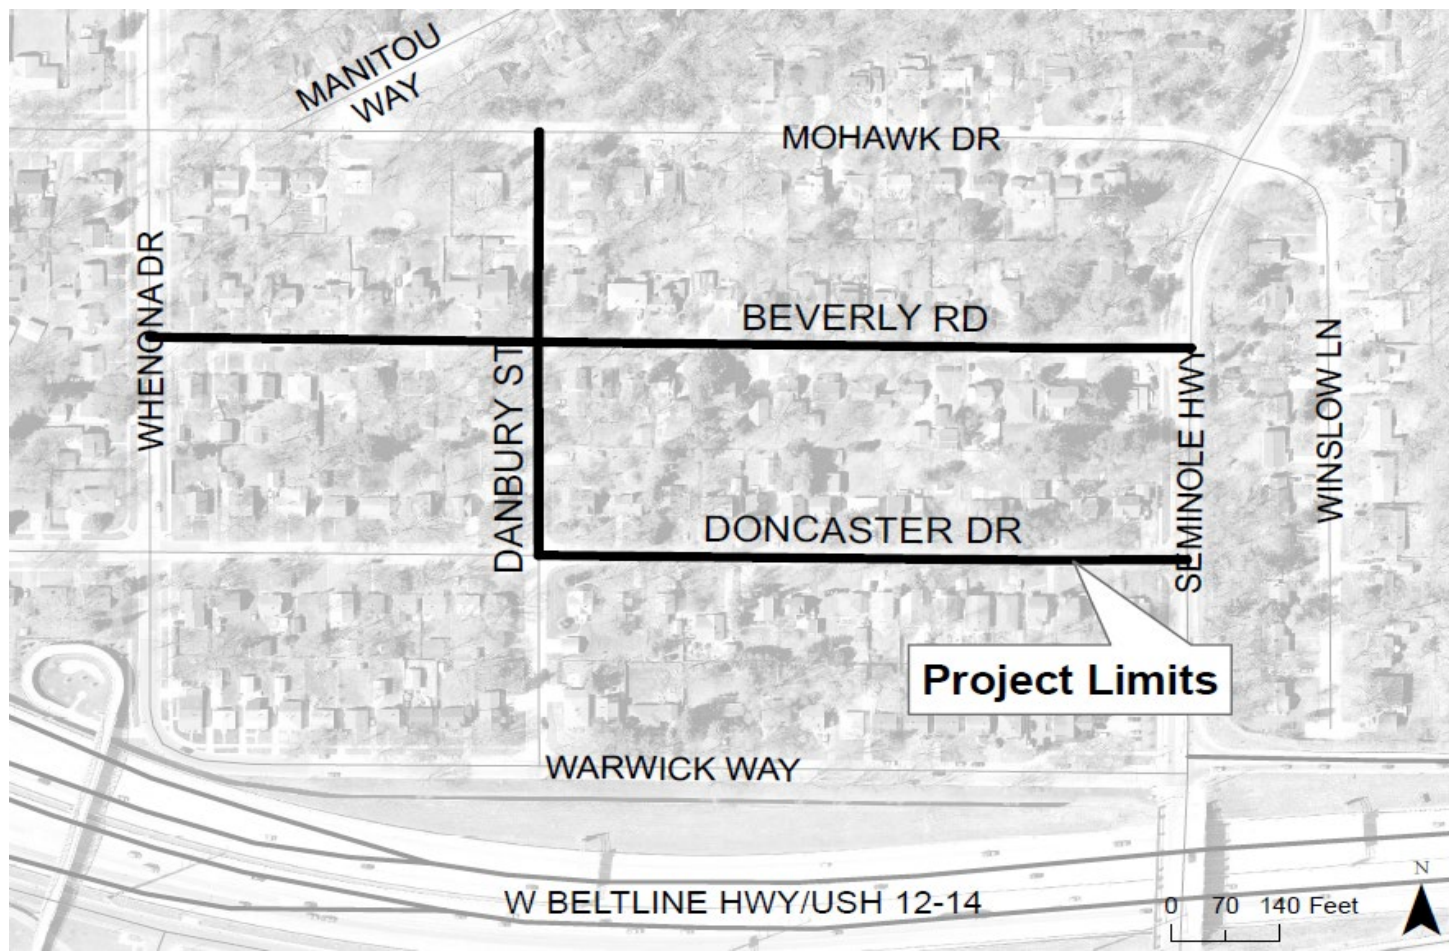 MANITOU
WAY
MOHAWK DR
WHENONA DR
BEVERLY RD
DANBURY ST
SEMINOLE HWY
WINSLOW LN
DONCASTER DR
Project Limits
WARWICK WAY
W BELTLINE HWY/USH 12-14
N
0 70 140 Feet